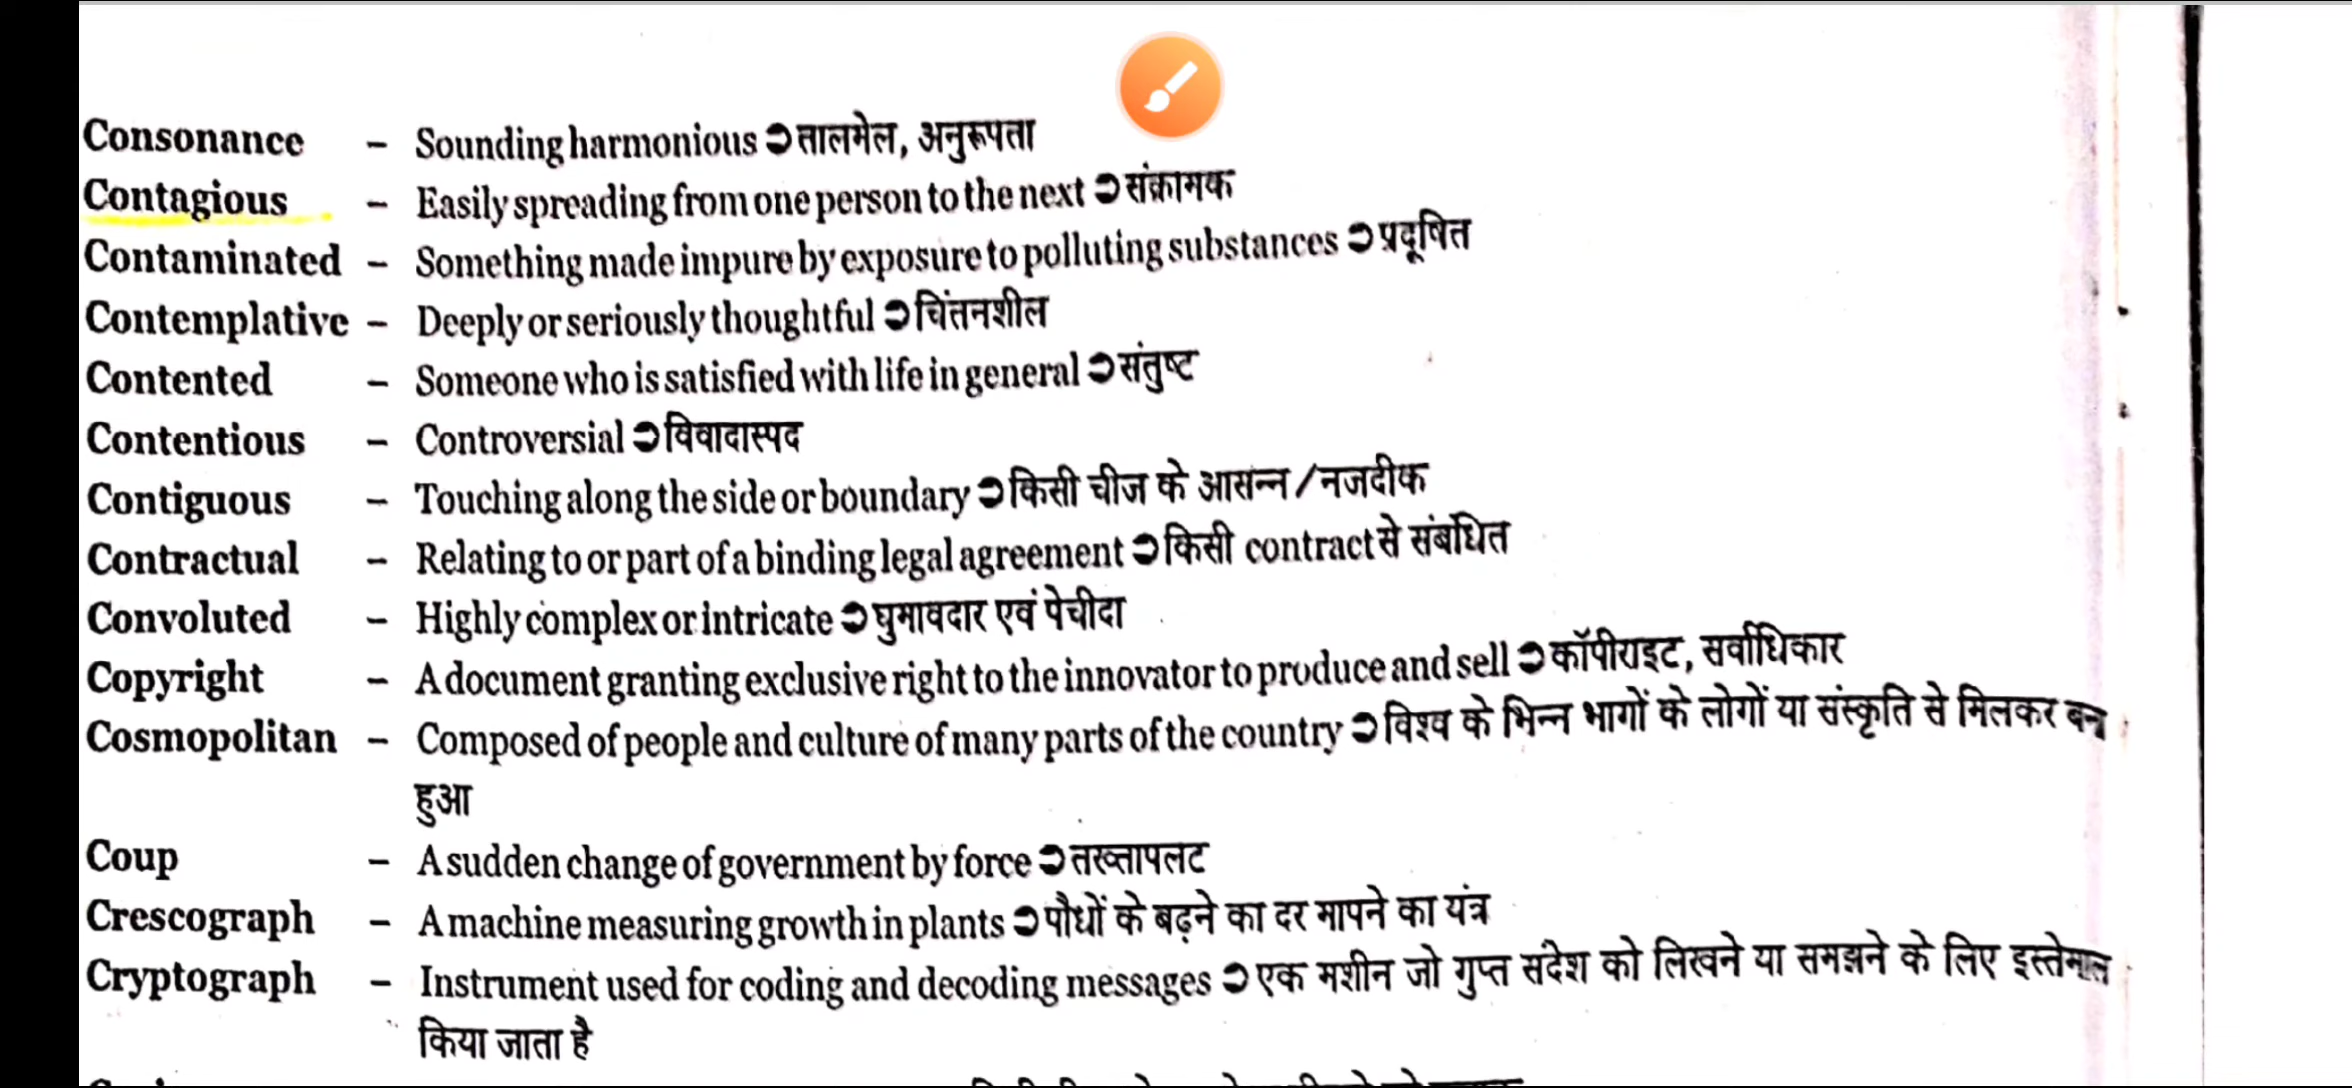 Consonance – Sounding harmonious ➲ तालमेल, अनुरूपता
Contagious – Easily spreading from one person to the next ➲ संक्रामक
Contaminated – Something made impure by exposure to polluting substances ➲ प्रदूषित
Contemplative – Deeply or seriously thoughtful ➲ चिंतनशील
Contented – Someone who is satisfied with life in general ➲ संतुष्ट
Contentious – Controversial ➲ विवादास्पद
Contiguous – Touching along the side or boundary ➲ किसी चीज के आसन्न / नजदीक
Contractual – Relating to or part of a binding legal agreement ➲ किसी contract से संबंधित
Convoluted – Highly complex or intricate ➲ घुमावदार एवं पेचीदा
Copyright – A document granting exclusive right to the innovator to produce and sell ➲ कॉपीराइट, सर्वाधिकार
Cosmopolitan – Composed of people and culture of many parts of the country ➲ विश्व के भिन्न भागों के लोगों या संस्कृति से मिलकर बना
हुआ
Coup – A sudden change of government by force ➲ तख्तापलट
Crescograph – A machine measuring growth in plants ➲ पौधों के बढ़ने का दर मापने का यंत्र
Cryptograph – Instrument used for coding and decoding messages ➲ एक मशीन जो गुप्त संदेश को लिखने या समझने के लिए इस्तेमाल
किया जाता है